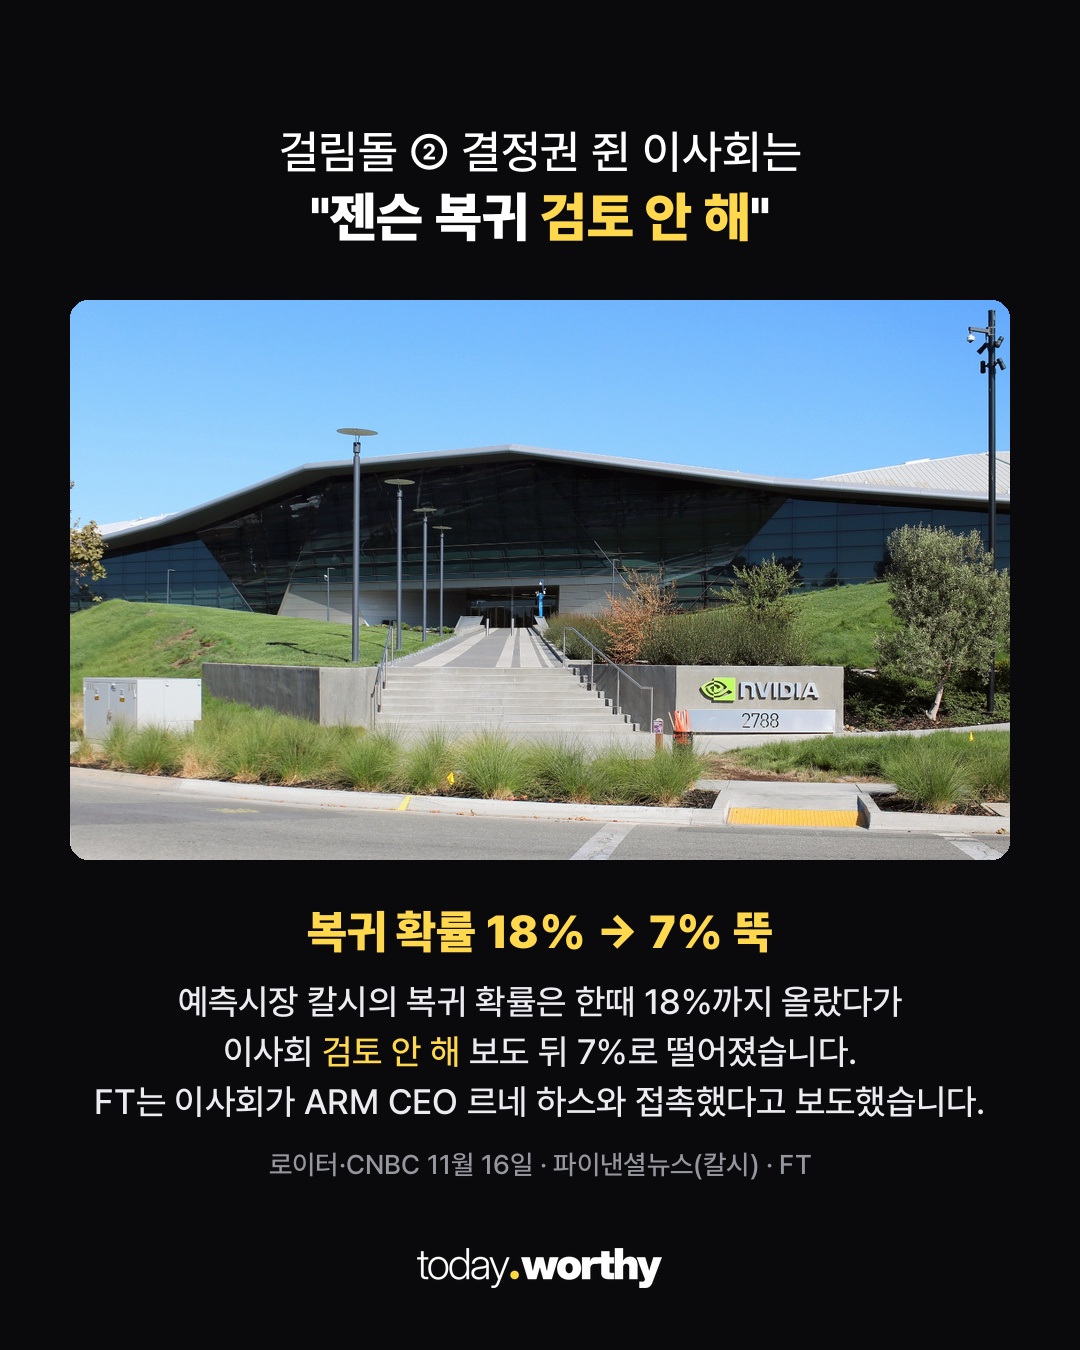 걸림돌 ② 결정권 쥔 이사회는
"젠슨 복귀 검토 안 해"
NVIDIA
2788
복귀 확률 18% → 7% 뚝
예측시장 칼시의 복귀 확률은 한때 18%까지 올랐다가
이사회 검토 안 해 보도 뒤 7%로 떨어졌습니다.
FT는 이사회가 ARM CEO 르네 하스와 접촉했다고 보도했습니다.
로이터·CNBC 11월 16일 · 파이낸셜뉴스(칼시) · FT
today.worthy